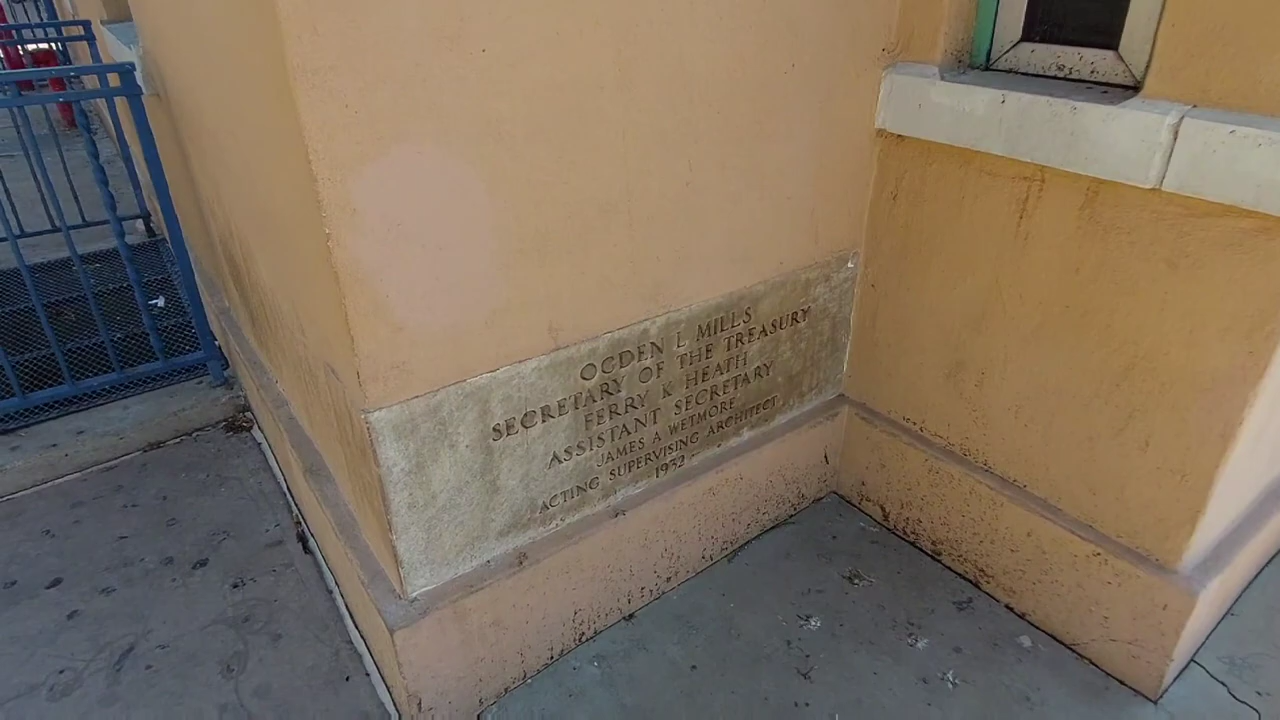 OGDEN L MILLS
SECRETARY OF THE TREASURY
FERRY K HEATH
ASSISTANT SECRETARY
JAMES A WETMORE
ACTING SUPERVISING ARCHITECT
1932